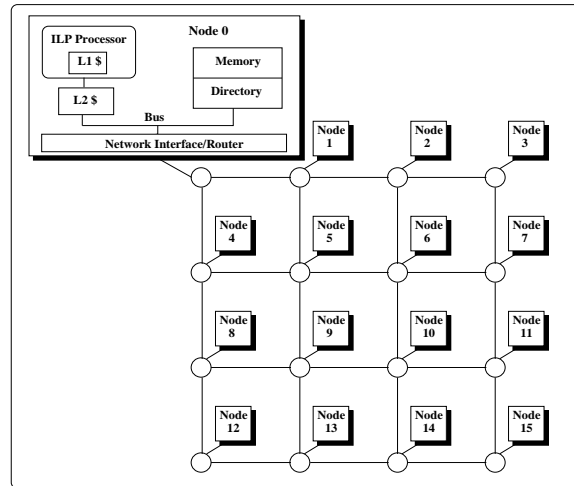 Node 0
ILP Processor
L1 $
L2 $
Memory
Directory
Bus
Network Interface/Router
Node
1
Node
2
Node
3
Node
4
Node
5
Node
6
Node
7
Node
8
Node
9
Node
10
Node
11
Node
12
Node
13
Node
14
Node
15